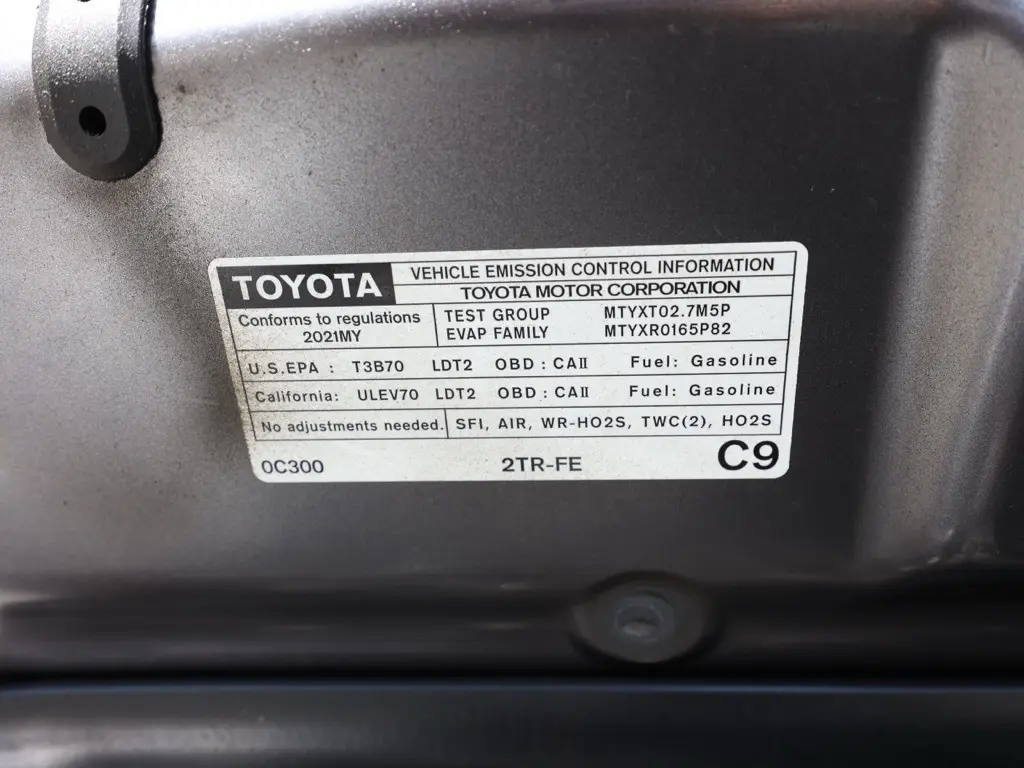 TOYOTA VEHICLE EMISSION CONTROL INFORMATION
TOYOTA MOTOR CORPORATION
Conforms to regulations
2021MY
TEST GROUP MTYXT02.7M5P
EVAP FAMILY MTYXR0165P82
U.S.EPA : T3B70 LDT2 OBD : CAII Fuel: Gasoline
California: ULEV70 LDT2 OBD : CAII Fuel: Gasoline
No adjustments needed. SFI, AIR, WR-HO2S, TWC(2), HO2S
0C300 2TR-FE C9